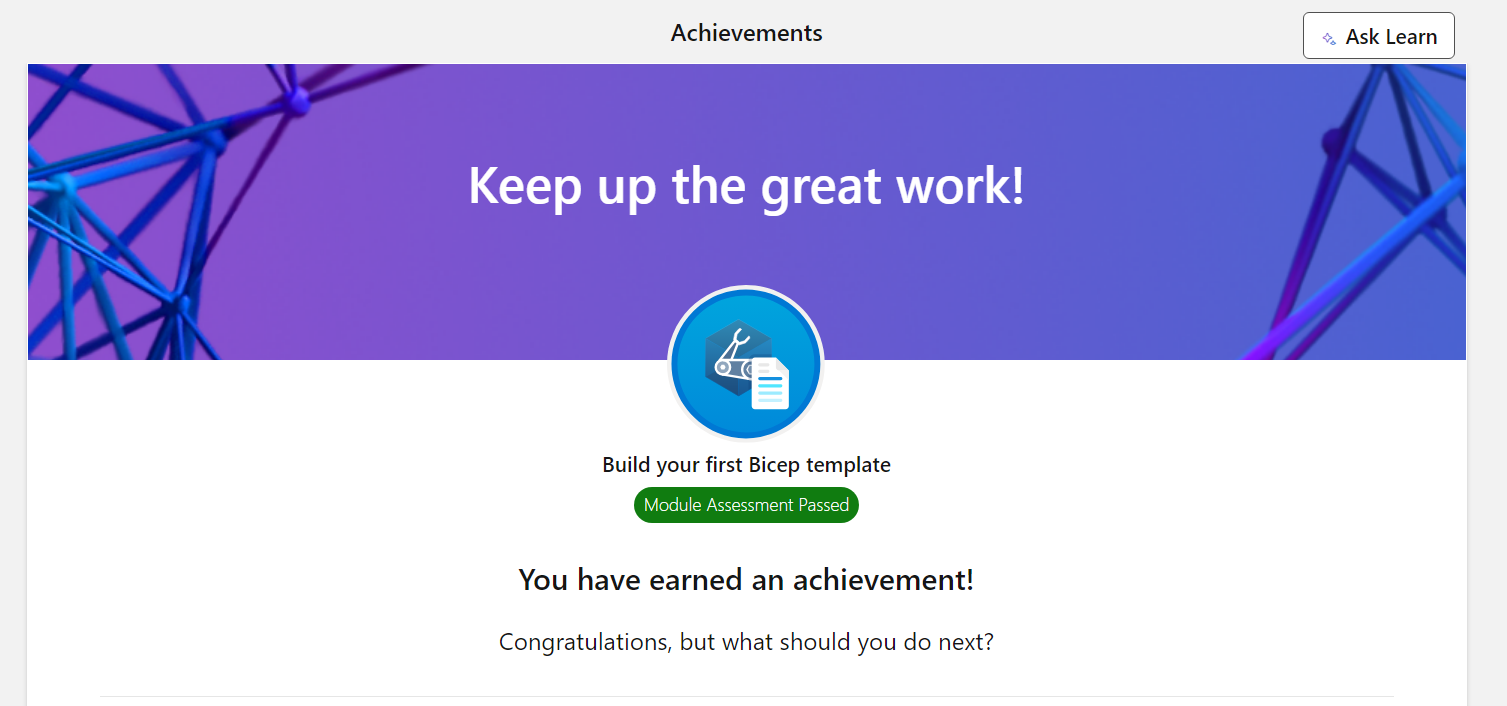 Achievements
Ask Learn
Keep up the great work!
Build your first Bicep template
Module Assessment Passed
You have earned an achievement!
Congratulations, but what should you do next?